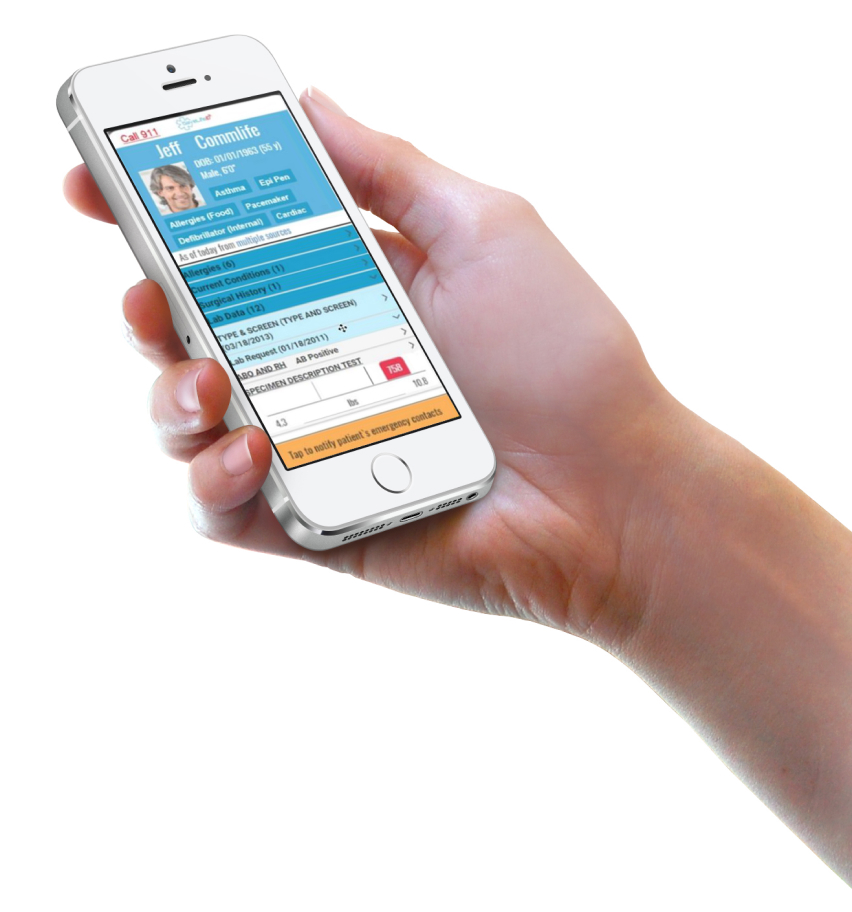 Call 911
Jeff Commlife
DOB: 01/01/1963 (55 y)
Male, 6'0"
Asthma Epi Pen
Allergies (Food) Pacemaker
Defibrillator (Internal) Cardiac
As of today from multiple sources
Allergies (6)
Current Conditions (1)
Surgical History (1)
Lab Data (12)
TYPE & SCREEN (TYPE AND SCREEN)
(03/18/2013)
Lab Request (01/18/2011)
ABO AND RH AB Positive
SPECIMEN DESCRIPTION TEST
758
4.3 lbs 10.8
Tap to notify patient's emergency contacts